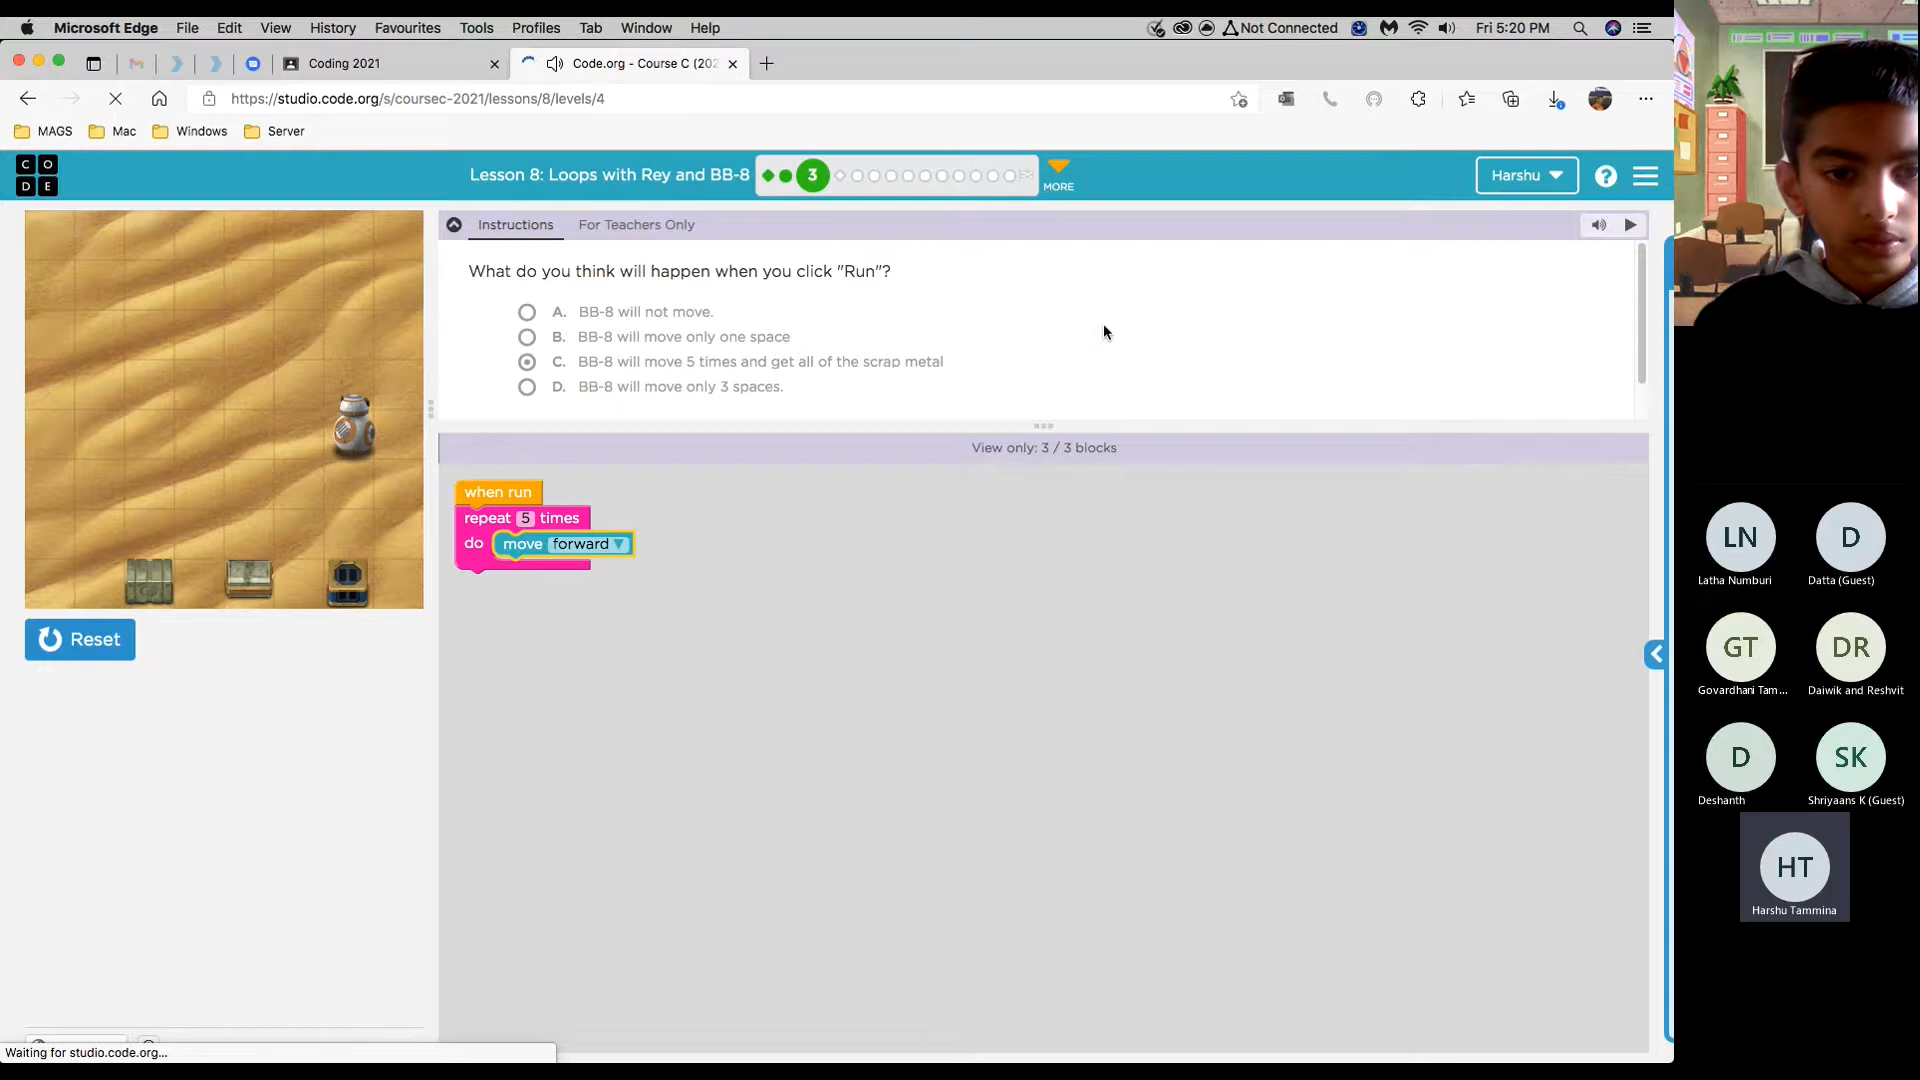 Microsoft Edge File Edit View History Favourites Tools Profiles Tab Window Help Not Connected Fri 5:20 PM
Coding 2021 Code.org - Course C (202
https://studio.code.org/s/coursec-2021/lessons/8/levels/4
MAGS Mac Windows Server
C O D E
Lesson 8: Loops with Rey and BB-8 3 MORE Harshu ?
Instructions For Teachers Only
What do you think will happen when you click "Run"?
A. BB-8 will not move.
B. BB-8 will move only one space
C. BB-8 will move 5 times and get all of the scrap metal
D. BB-8 will move only 3 spaces.
View only: 3 / 3 blocks
when run
repeat 5 times
do move forward
Reset
Waiting for studio.code.org...
LN D
Latha Numburi Datta (Guest)
GT DR
Govardhani Tam... Daiwik and Reshvit
D SK
Deshanth Shriyaans K (Guest)
HT
Harshu Tammina